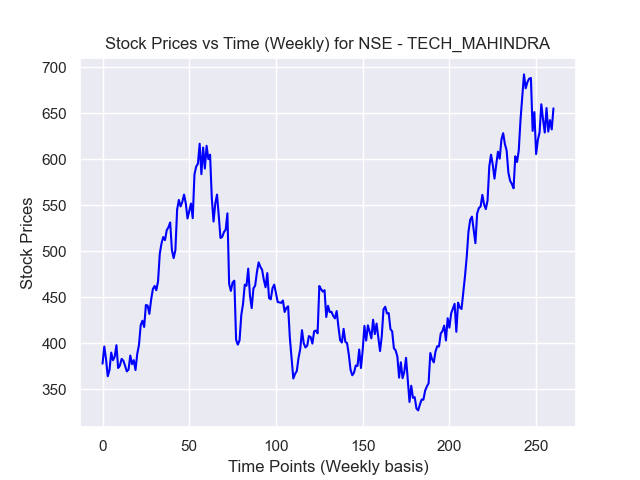 Stock Prices vs Time (Weekly) for NSE - TECH_MAHINDRA
700
650
600
550
500
450
400
350
Stock Prices
0 50 100 150 200 250
Time Points (Weekly basis)